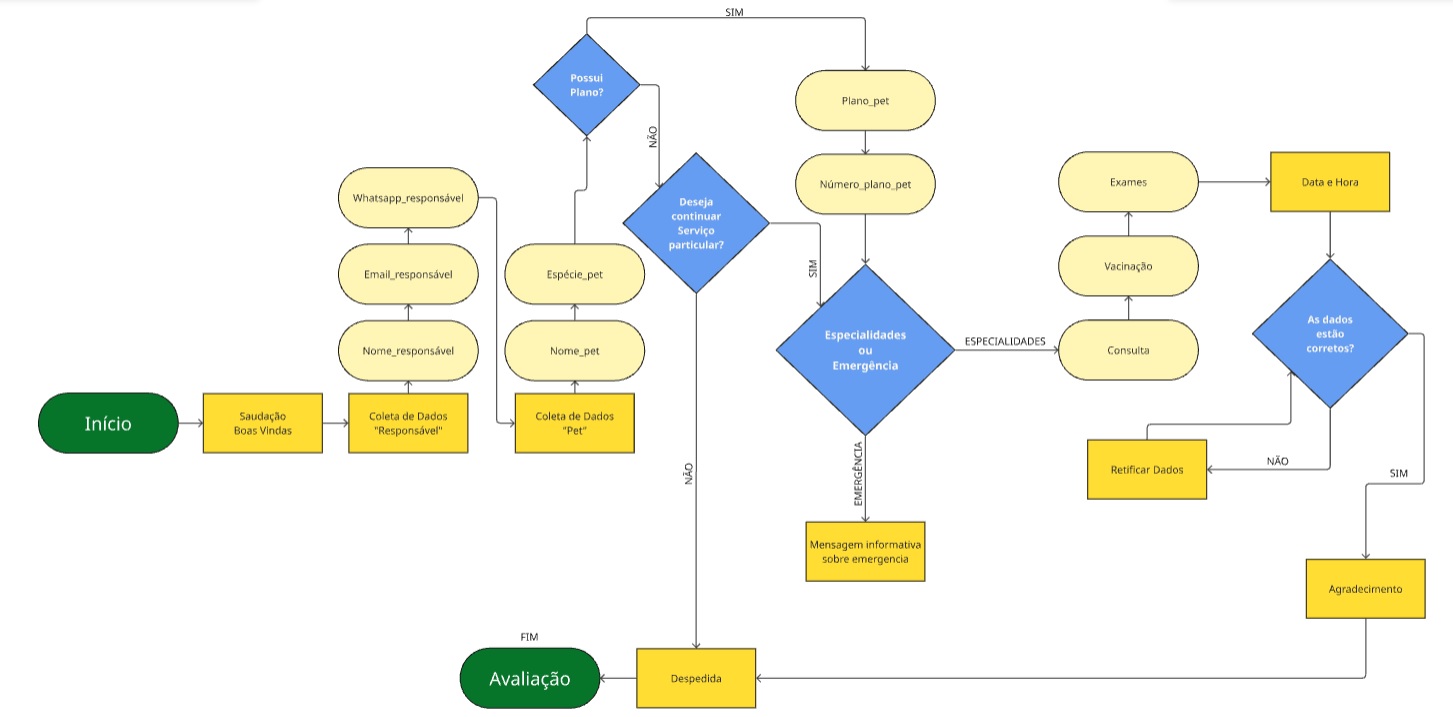 SIM
Possui
Plano?
NÃO
Plano_pet
Número_plano_pet
Deseja
continuar
Serviço
particular?
SIM
NÃO
Whatsapp_responsável
Email_responsável
Nome_responsável
Espécie_pet
Nome_pet
Início
Saudação
Boas Vindas
Coleta de Dados
"Responsável"
Coleta de Dados
"Pet"
Especialidades
ou
Emergência
ESPECIALIDADES
EMERGÊNCIA
Mensagem informativa
sobre emergencia
Exames
Vacinação
Consulta
Data e Hora
As dados
estão
corretos?
NÃO
Retificar Dados
SIM
Agradecimento
FIM
Avaliação
Despedida